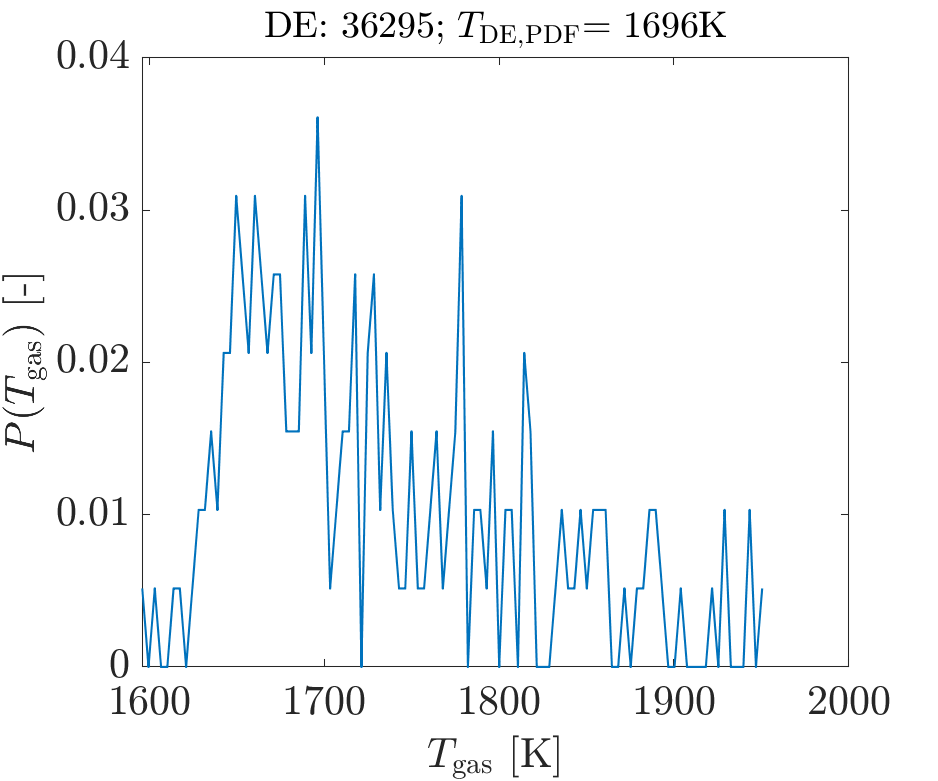 DE: 36295; T_DE,PDF= 1696K
0.04
0.03
0.02
0.01
0
P(T_gas) [-]
1600 1700 1800 1900 2000
T_gas [K]